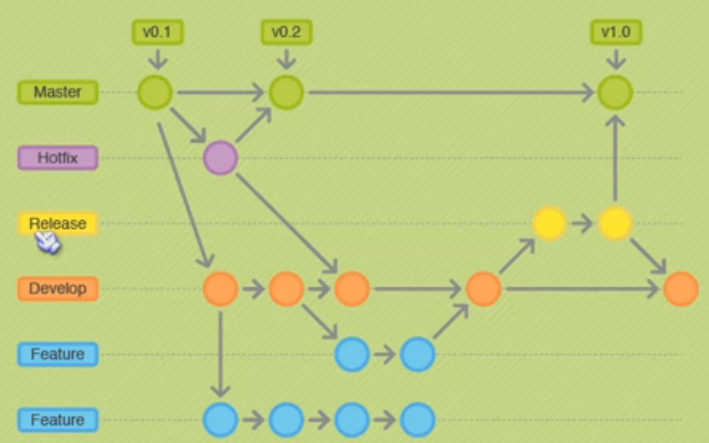 v0.1
v0.2
v1.0
Master
Hotfix
Release
Develop
Feature
Feature